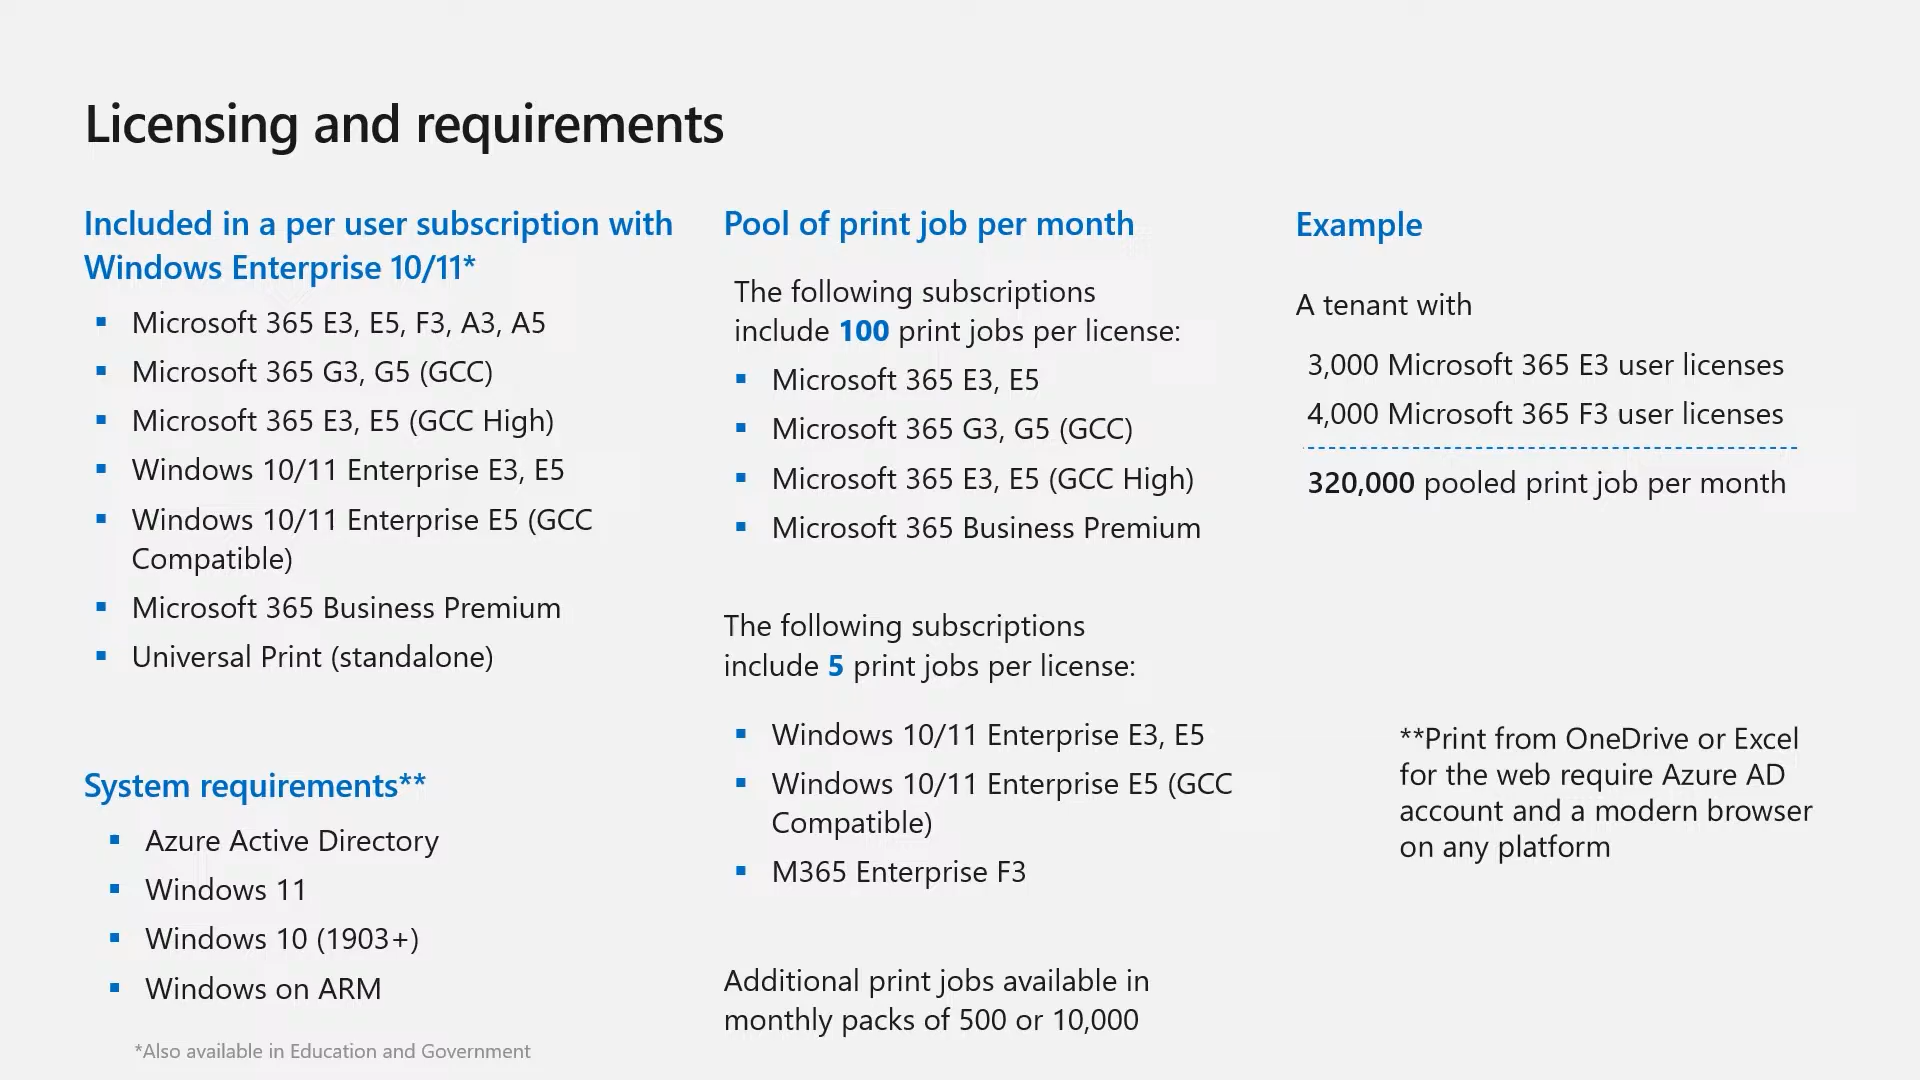 Licensing and requirements
Included in a per user subscription with
Windows Enterprise 10/11*
▪ Microsoft 365 E3, E5, F3, A3, A5
▪ Microsoft 365 G3, G5 (GCC)
▪ Microsoft 365 E3, E5 (GCC High)
▪ Windows 10/11 Enterprise E3, E5
▪ Windows 10/11 Enterprise E5 (GCC
Compatible)
▪ Microsoft 365 Business Premium
▪ Universal Print (standalone)
System requirements**
▪ Azure Active Directory
▪ Windows 11
▪ Windows 10 (1903+)
▪ Windows on ARM
*Also available in Education and Government
Pool of print job per month
The following subscriptions
include 100 print jobs per license:
▪ Microsoft 365 E3, E5
▪ Microsoft 365 G3, G5 (GCC)
▪ Microsoft 365 E3, E5 (GCC High)
▪ Microsoft 365 Business Premium
The following subscriptions
include 5 print jobs per license:
▪ Windows 10/11 Enterprise E3, E5
▪ Windows 10/11 Enterprise E5 (GCC
Compatible)
▪ M365 Enterprise F3
Additional print jobs available in
monthly packs of 500 or 10,000
Example
A tenant with
3,000 Microsoft 365 E3 user licenses
4,000 Microsoft 365 F3 user licenses
320,000 pooled print job per month
**Print from OneDrive or Excel
for the web require Azure AD
account and a modern browser
on any platform